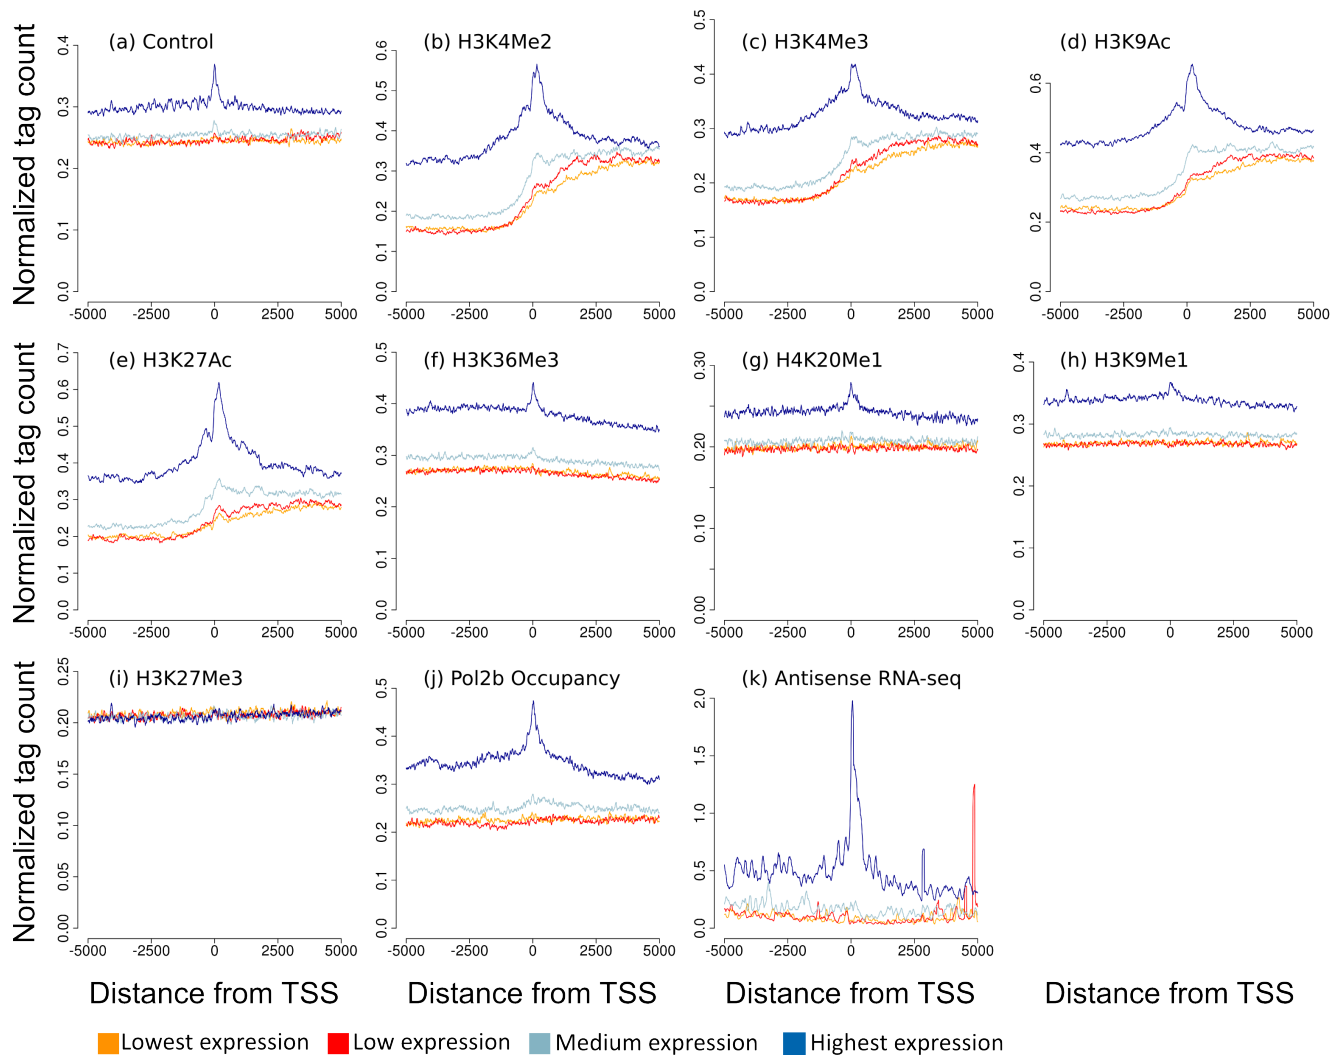 (a) Control
(b) H3K4Me2
(c) H3K4Me3
(d) H3K9Ac
Normalized tag count
0.0 0.1 0.2 0.3 0.4
-5000 -2500 0 2500 5000
0.0 0.1 0.2 0.3 0.4 0.5 0.6
-5000 -2500 0 2500 5000
0.0 0.1 0.2 0.3 0.4 0.5
-5000 -2500 0 2500 5000
0.0 0.2 0.4 0.6
-5000 -2500 0 2500 5000
(e) H3K27Ac
(f) H3K36Me3
(g) H4K20Me1
(h) H3K9Me1
Normalized tag count
0.0 0.1 0.2 0.3 0.4 0.5 0.6 0.7
-5000 -2500 0 2500 5000
0.0 0.1 0.2 0.3 0.4 0.5
-5000 -2500 0 2500 5000
0.00 0.10 0.20 0.30
-5000 -2500 0 2500 5000
0.0 0.1 0.2 0.3 0.4
-5000 -2500 0 2500 5000
(i) H3K27Me3
(j) Pol2b Occupancy
(k) Antisense RNA-seq
Normalized tag count
0.00 0.05 0.10 0.15 0.20 0.25
-5000 -2500 0 2500 5000
0.0 0.1 0.2 0.3 0.4 0.5
-5000 -2500 0 2500 5000
0.0 0.5 1.0 1.5 2.0
-5000 -2500 0 2500 5000
Distance from TSS
Distance from TSS
Distance from TSS
Distance from TSS
Lowest expression
Low expression
Medium expression
Highest expression